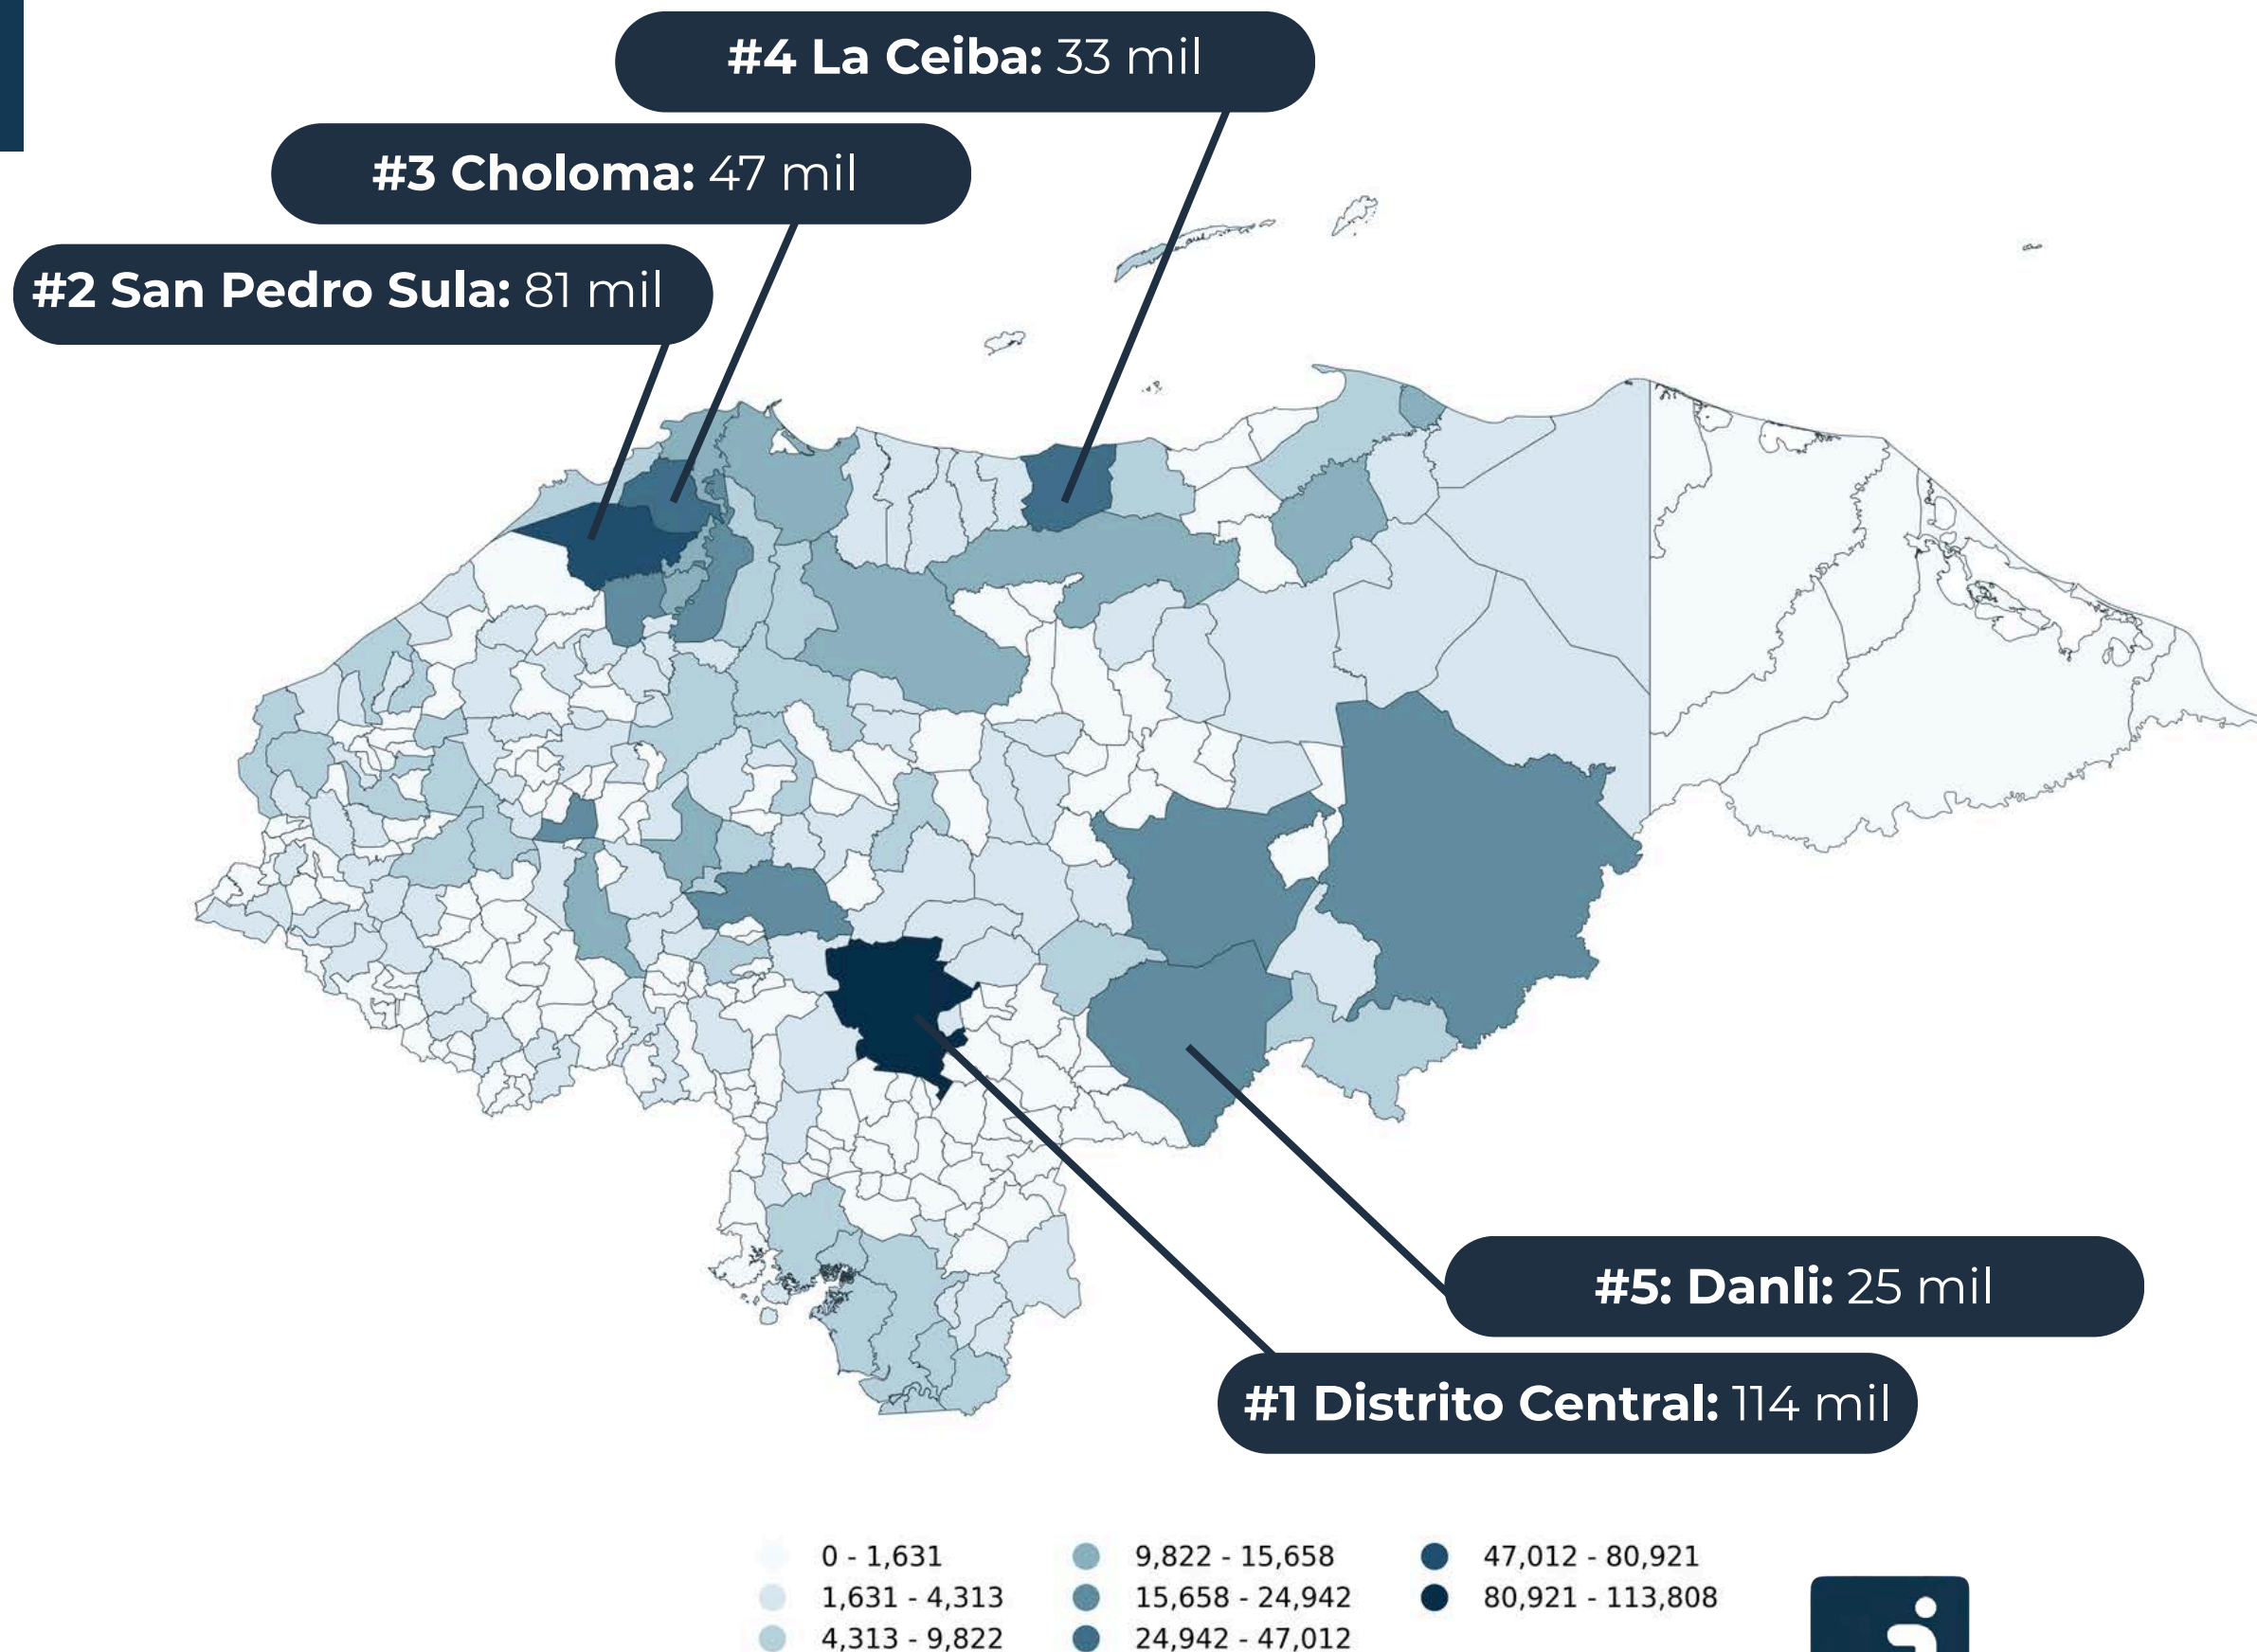 #4 La Ceiba: 33 mil
#3 Choloma: 47 mil
#2 San Pedro Sula: 81 mil
#5: Danli: 25 mil
#1 Distrito Central: 114 mil
0 - 1,631
1,631 - 4,313
4,313 - 9,822
9,822 - 15,658
15,658 - 24,942
24,942 - 47,012
47,012 - 80,921
80,921 - 113,808